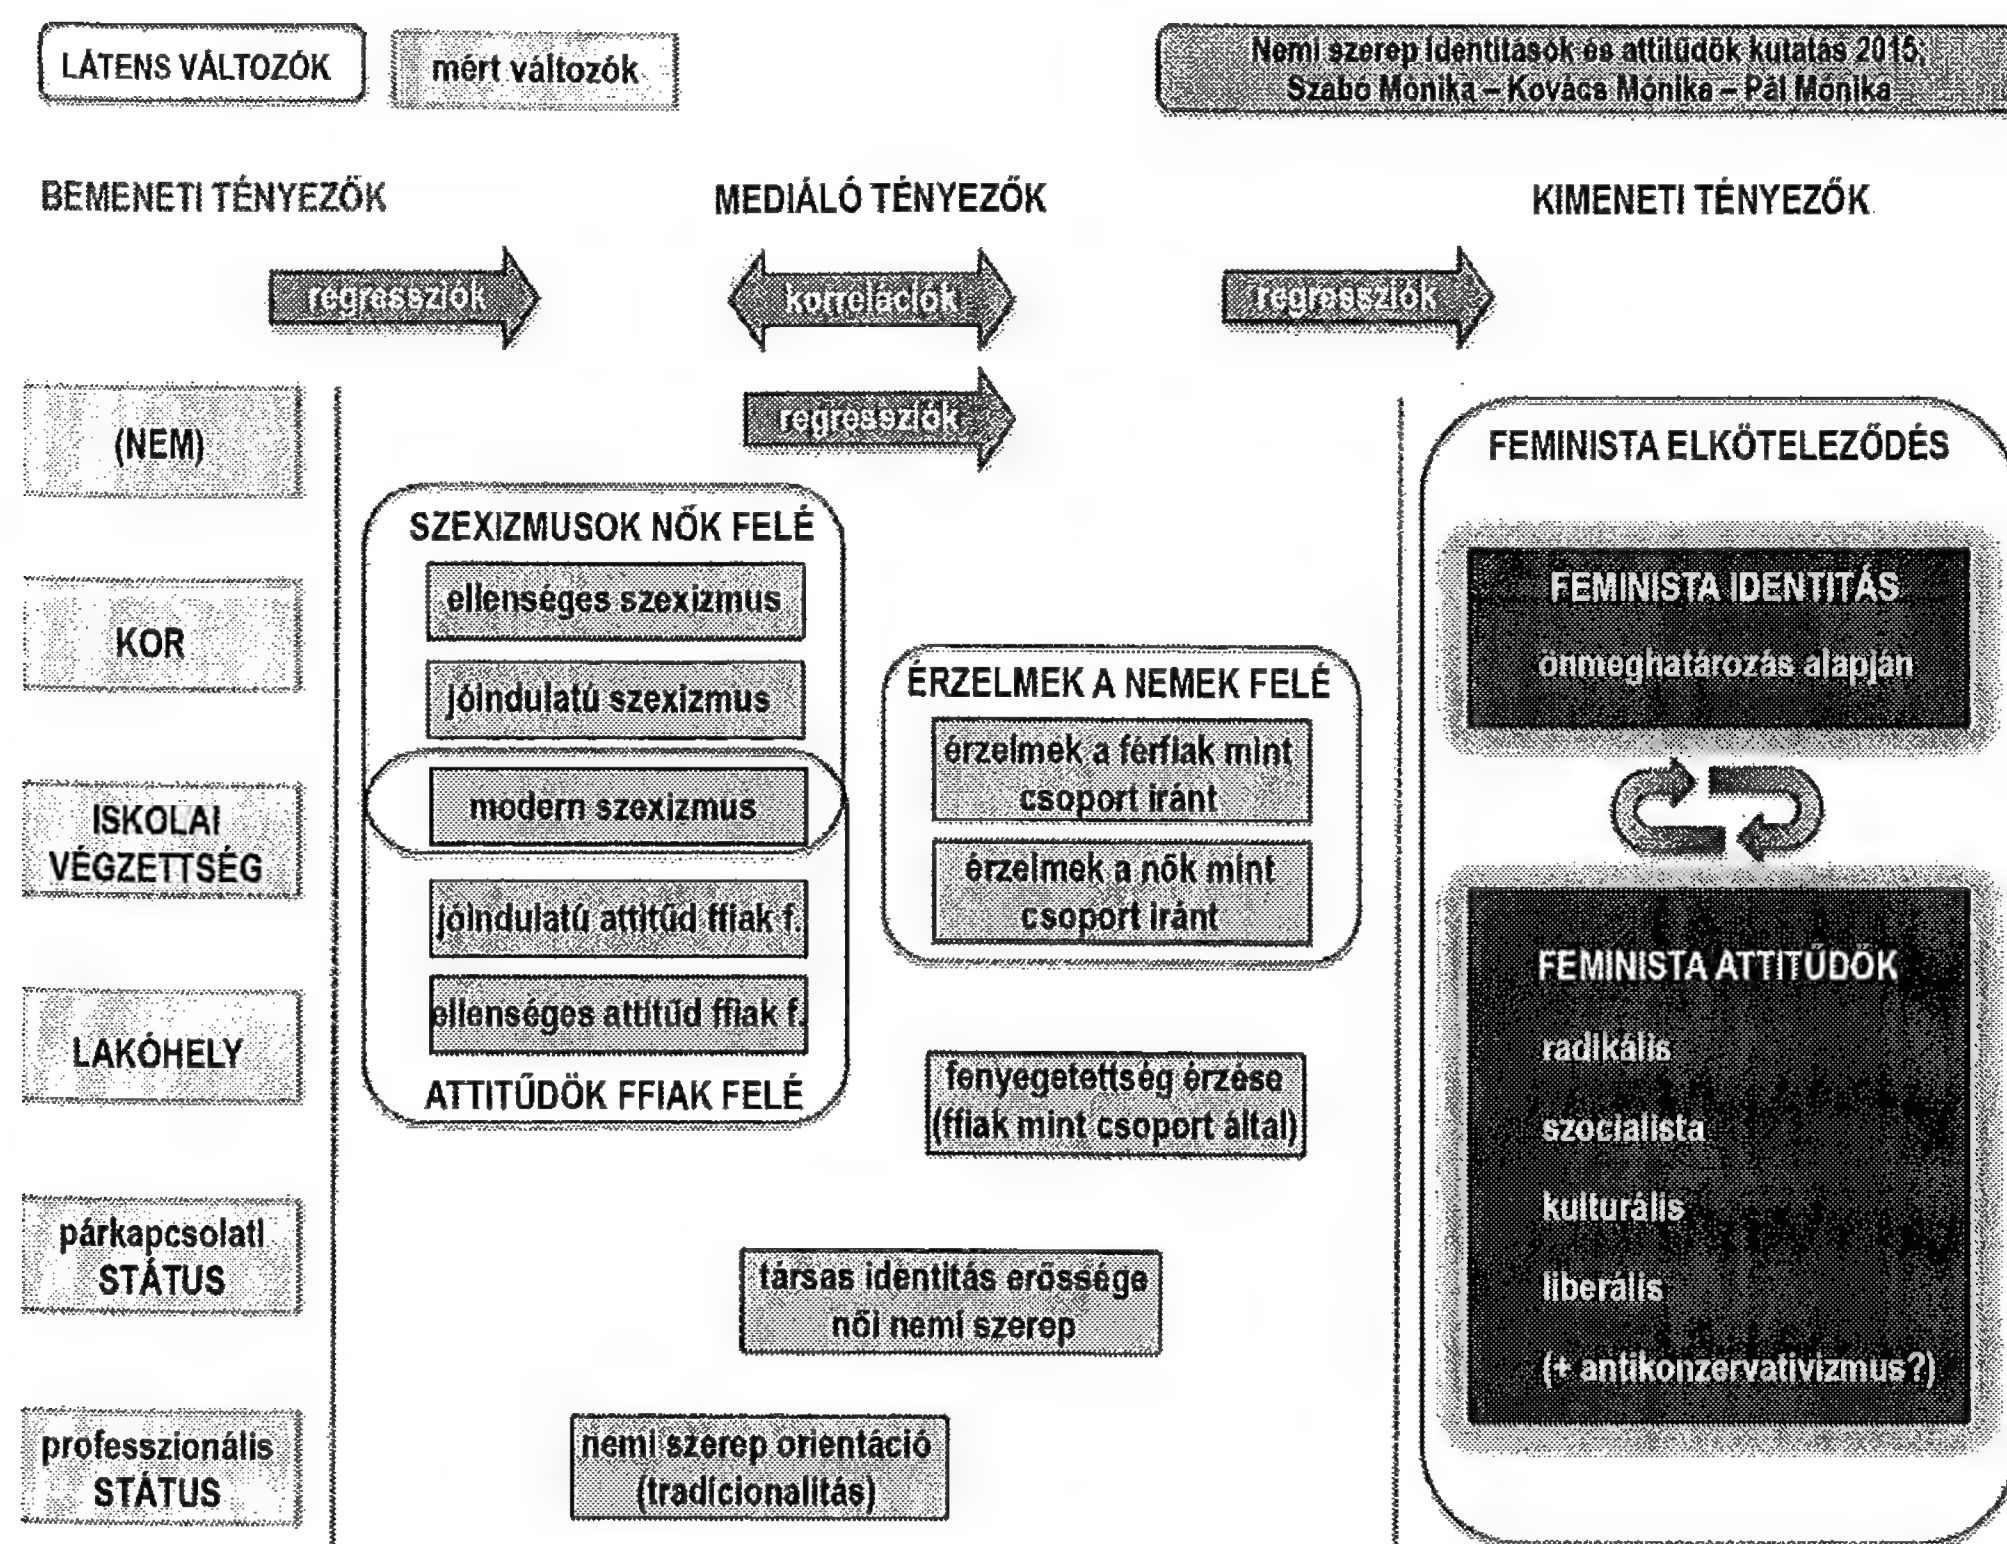 LÁTENS VÁLTOZÓK
mért változók
Nemi szerep identitások és attitűdök kutatás 2015;
Szabó Mónika – Kovács Mónika – Pál Mónika
BEMENETI TÉNYEZŐK
MEDIÁLÓ TÉNYEZŐK
KIMENETI TÉNYEZŐK
regressziók
korrelációk
regressziók
regressziók
(NEM)
KOR
ISKOLAI
VÉGZETTSÉG
LAKÓHELY
párkapcsolati
STÁTUS
professzionális
STÁTUS
SZEXIZMUSOK NŐK FELÉ
ellenséges szexizmus
jóindulatú szexizmus
modern szexizmus
jóindulatú attitűd ffiak f.
ellenséges attitűd ffiak f.
ATTITŰDÖK FFIAK FELÉ
ÉRZELMEK A NEMEK FELÉ
érzelmek a férfiak mint
csoport iránt
érzelmek a nők mint
csoport iránt
fenyegetettség érzése
(ffiak mint csoport által)
társas identitás erőssége
női nemi szerep
nemi szerep orientáció
(tradícionalitás)
FEMINISTA ELKÖTELEZŐDÉS
FEMINISTA IDENTITÁS
önmeghatározás alapján
FEMINISTA ATTITŰDÖK
radikális
szocialista
kulturális
liberális
(+ antikonzervativizmus?)